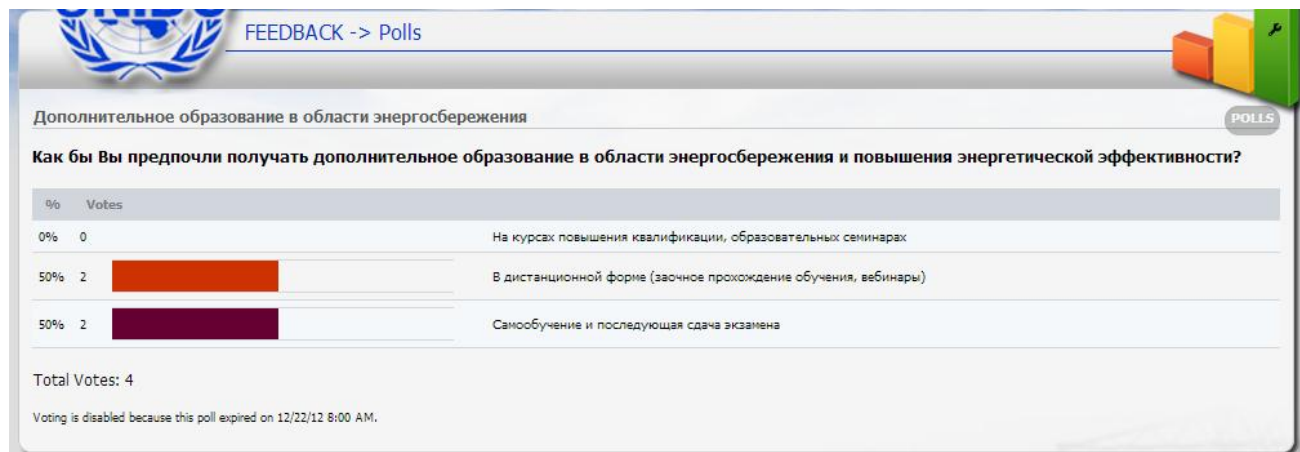 FEEDBACK -> Polls
Дополнительное образование в области энергосбережения
POLLS
Как бы Вы предпочли получать дополнительное образование в области энергосбережения и повышения энергетической эффективности?
% Votes
0% 0 На курсах повышения квалификации, образовательных семинарах
50% 2 В дистанционной форме (заочное прохождение обучения, вебинары)
50% 2 Самообучение и последующая сдача экзамена
Total Votes: 4
Voting is disabled because this poll expired on 12/22/12 8:00 AM.